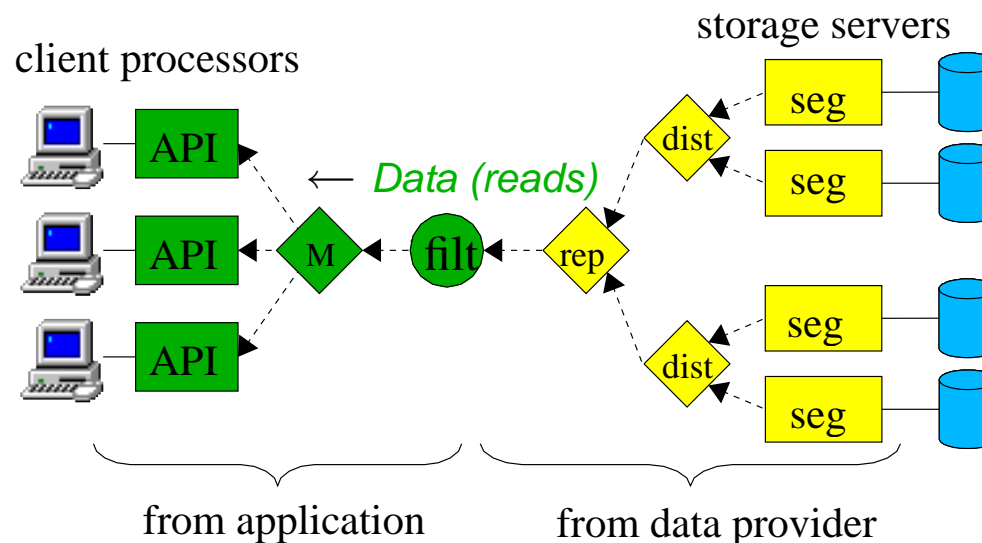 storage servers
client processors
seg
API
dist
seg
← Data (reads)
API
M
filt
rep
seg
API
dist
seg
from application
from data provider